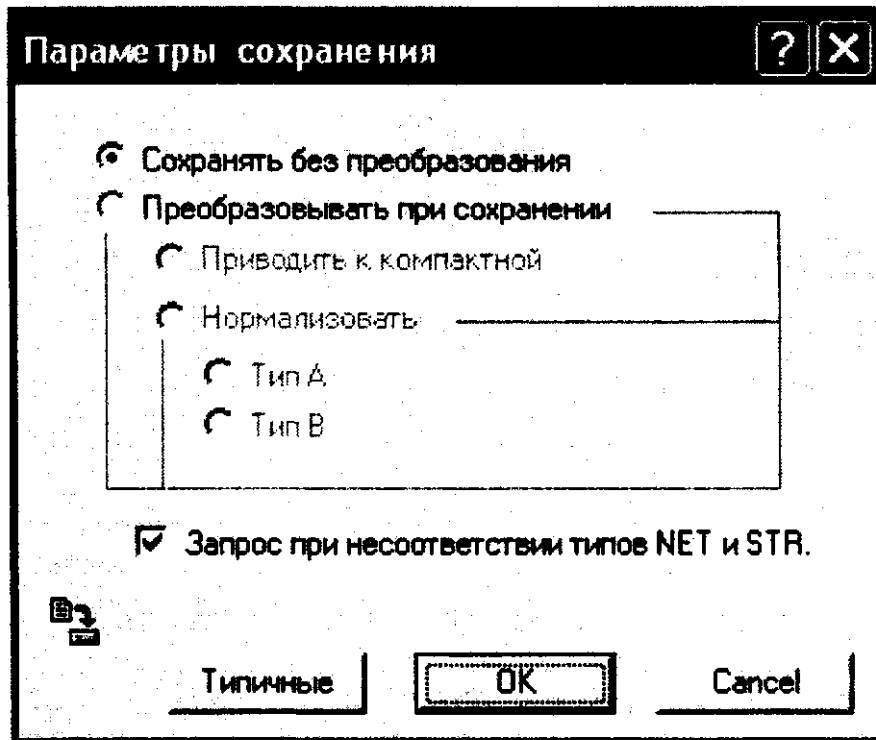 Параметры сохранения
Сохранять без преобразования
Преобразовывать при сохранении
Приводить к компактной
Нормализовать
Тип А
Тип В
Запрос при несоответствии типов NET и STR.
Типичные
OK
Cancel